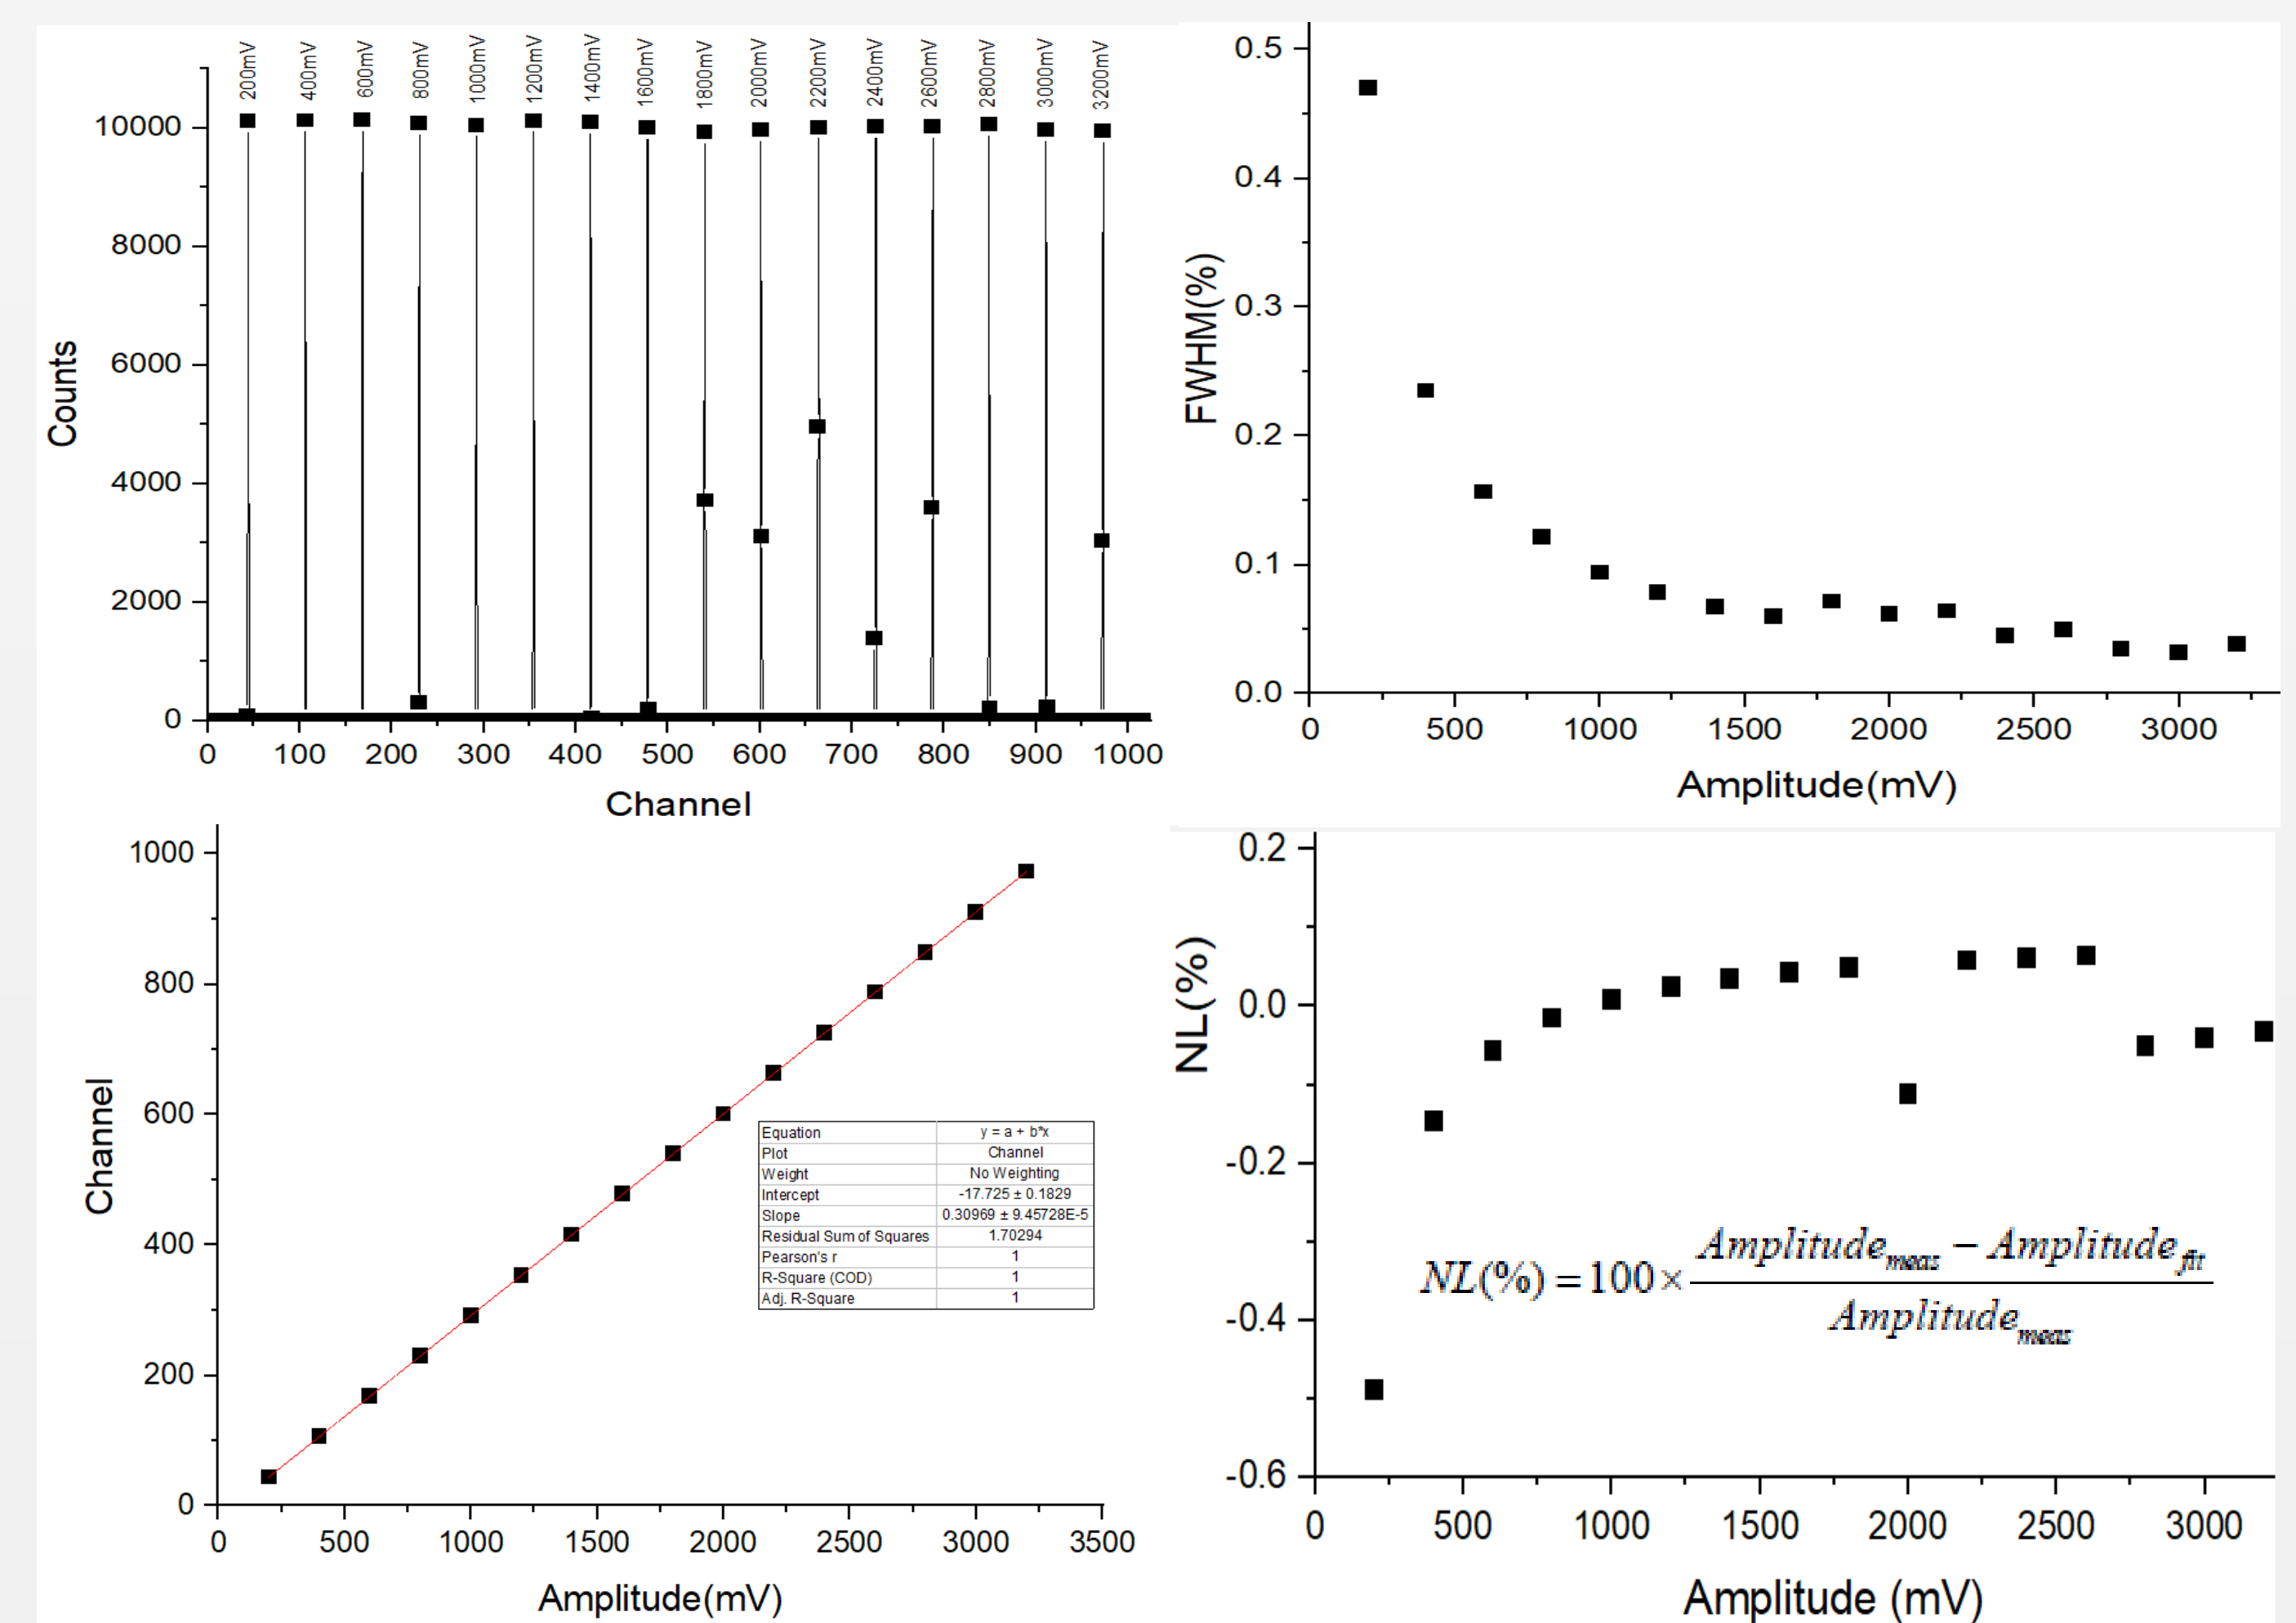 200mV 400mV 600mV 800mV 1000mV 1200mV 1400mV 1600mV 1800mV 2000mV 2200mV 2400mV 2600mV 2800mV 3000mV 3200mV
10000
8000
6000
4000
2000
0
Counts
0 100 200 300 400 500 600 700 800 900 1000
Channel
0.5
0.4
0.3
0.2
0.1
0.0
FWHM(%)
0 500 1000 1500 2000 2500 3000
Amplitude(mV)
1000
800
600
400
200
0
Channel
Equation y = a + b*x
Plot Channel
Weight No Weighting
Intercept -17.725 ± 0.1829
Slope 0.30969 ± 9.45728E-5
Residual Sum of Squares 1.70294
Pearson's r 1
R-Square (COD) 1
Adj. R-Square 1
0 500 1000 1500 2000 2500 3000 3500
Amplitude(mV)
0.2
0.0
-0.2
-0.4
-0.6
NL(%)
NL(%) = 100 × (Amplitude_meas − Amplitude_fit) / Amplitude_meas
0 500 1000 1500 2000 2500 3000
Amplitude (mV)